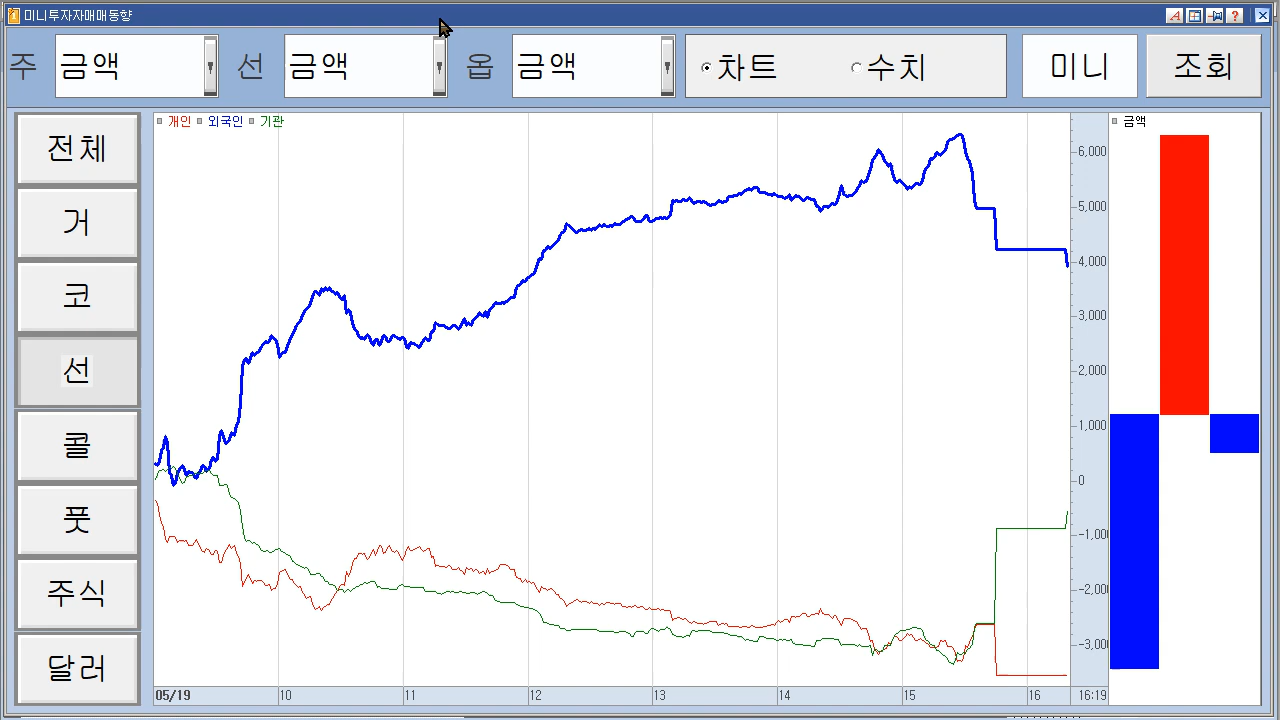 미니투자자매매동향
주 금액 선 금액 옵 금액 차트 수치 미니 조회
전체
거
코
선
콜
풋
주식
달러
개인 외국인 기관
6,000
5,000
4,000
3,000
2,000
1,000
0
-1,000
-2,000
-3,000
05/19 10 11 12 13 14 15 16 16:19
금액